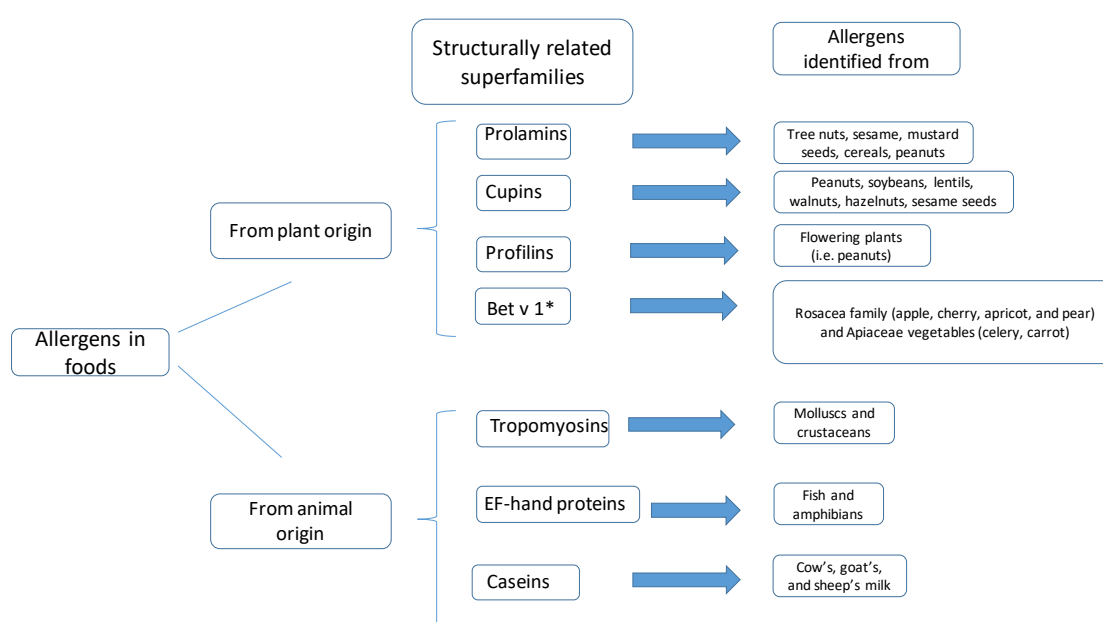 Structurally related
superfamilies
Allergens
identified from
Prolamins
Tree nuts, sesame, mustard
seeds, cereals, peanuts
Cupins
Peanuts, soybeans, lentils,
walnuts, hazelnuts, sesame seeds
From plant origin
Profilins
Flowering plants
(i.e. peanuts)
Bet v 1*
Rosacea family (apple, cherry, apricot, and pear)
and Apiaceae vegetables (celery, carrot)
Allergens in
foods
Tropomyosins
Molluscs and
crustaceans
From animal
origin
EF-hand proteins
Fish and
amphibians
Caseins
Cow's, goat's,
and sheep's milk